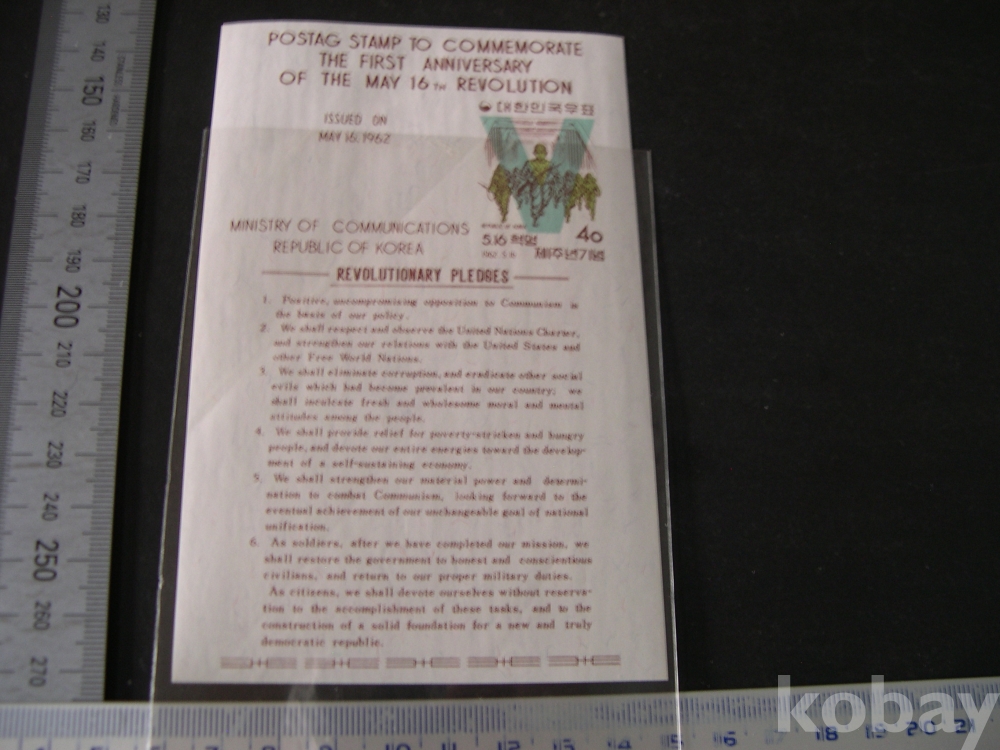 POSTAG STAMP TO COMMEMORATE
THE FIRST ANNIVERSARY
OF THE MAY 16TH REVOLUTION
ISSUED ON
MAY 16, 1962
대한민국우표
40
5.16 혁명
1962. 5. 16
제1주년기념
MINISTRY OF COMMUNICATIONS
REPUBLIC OF KOREA
REVOLUTIONARY PLEDGES
1. Positive, uncompromising opposition to Communism is
the basis of our policy.
2. We shall respect and observe the United Nations Charter,
and strengthen our relations with the United States and
other Free World Nations.
3. We shall eliminate corruption, and eradicate other social
evils which had become prevalent in our country; we
shall inculcate fresh and wholesome moral and mental
attitudes among the people.
4. We shall provide relief for poverty-stricken and hungry
people, and devote our entire energies toward the develop-
ment of a self-sustaining economy.
5. We shall strengthen our material power and determi-
nation to combat Communism, looking forward to the
eventual achievement of our unchangeable goal of national
unification.
6. As soldiers, after we have completed our mission, we
shall restore the government to honest and conscientious
civilians, and return to our proper military duties.
As citizens, we shall devote ourselves without reserva-
tion to the accomplishment of these tasks, and to the
construction of a solid foundation for a new and truly
democratic republic.
130
140
150
160
170
180
190
200
210
220
230
240
250
260
270
kobay
18 19 20 21